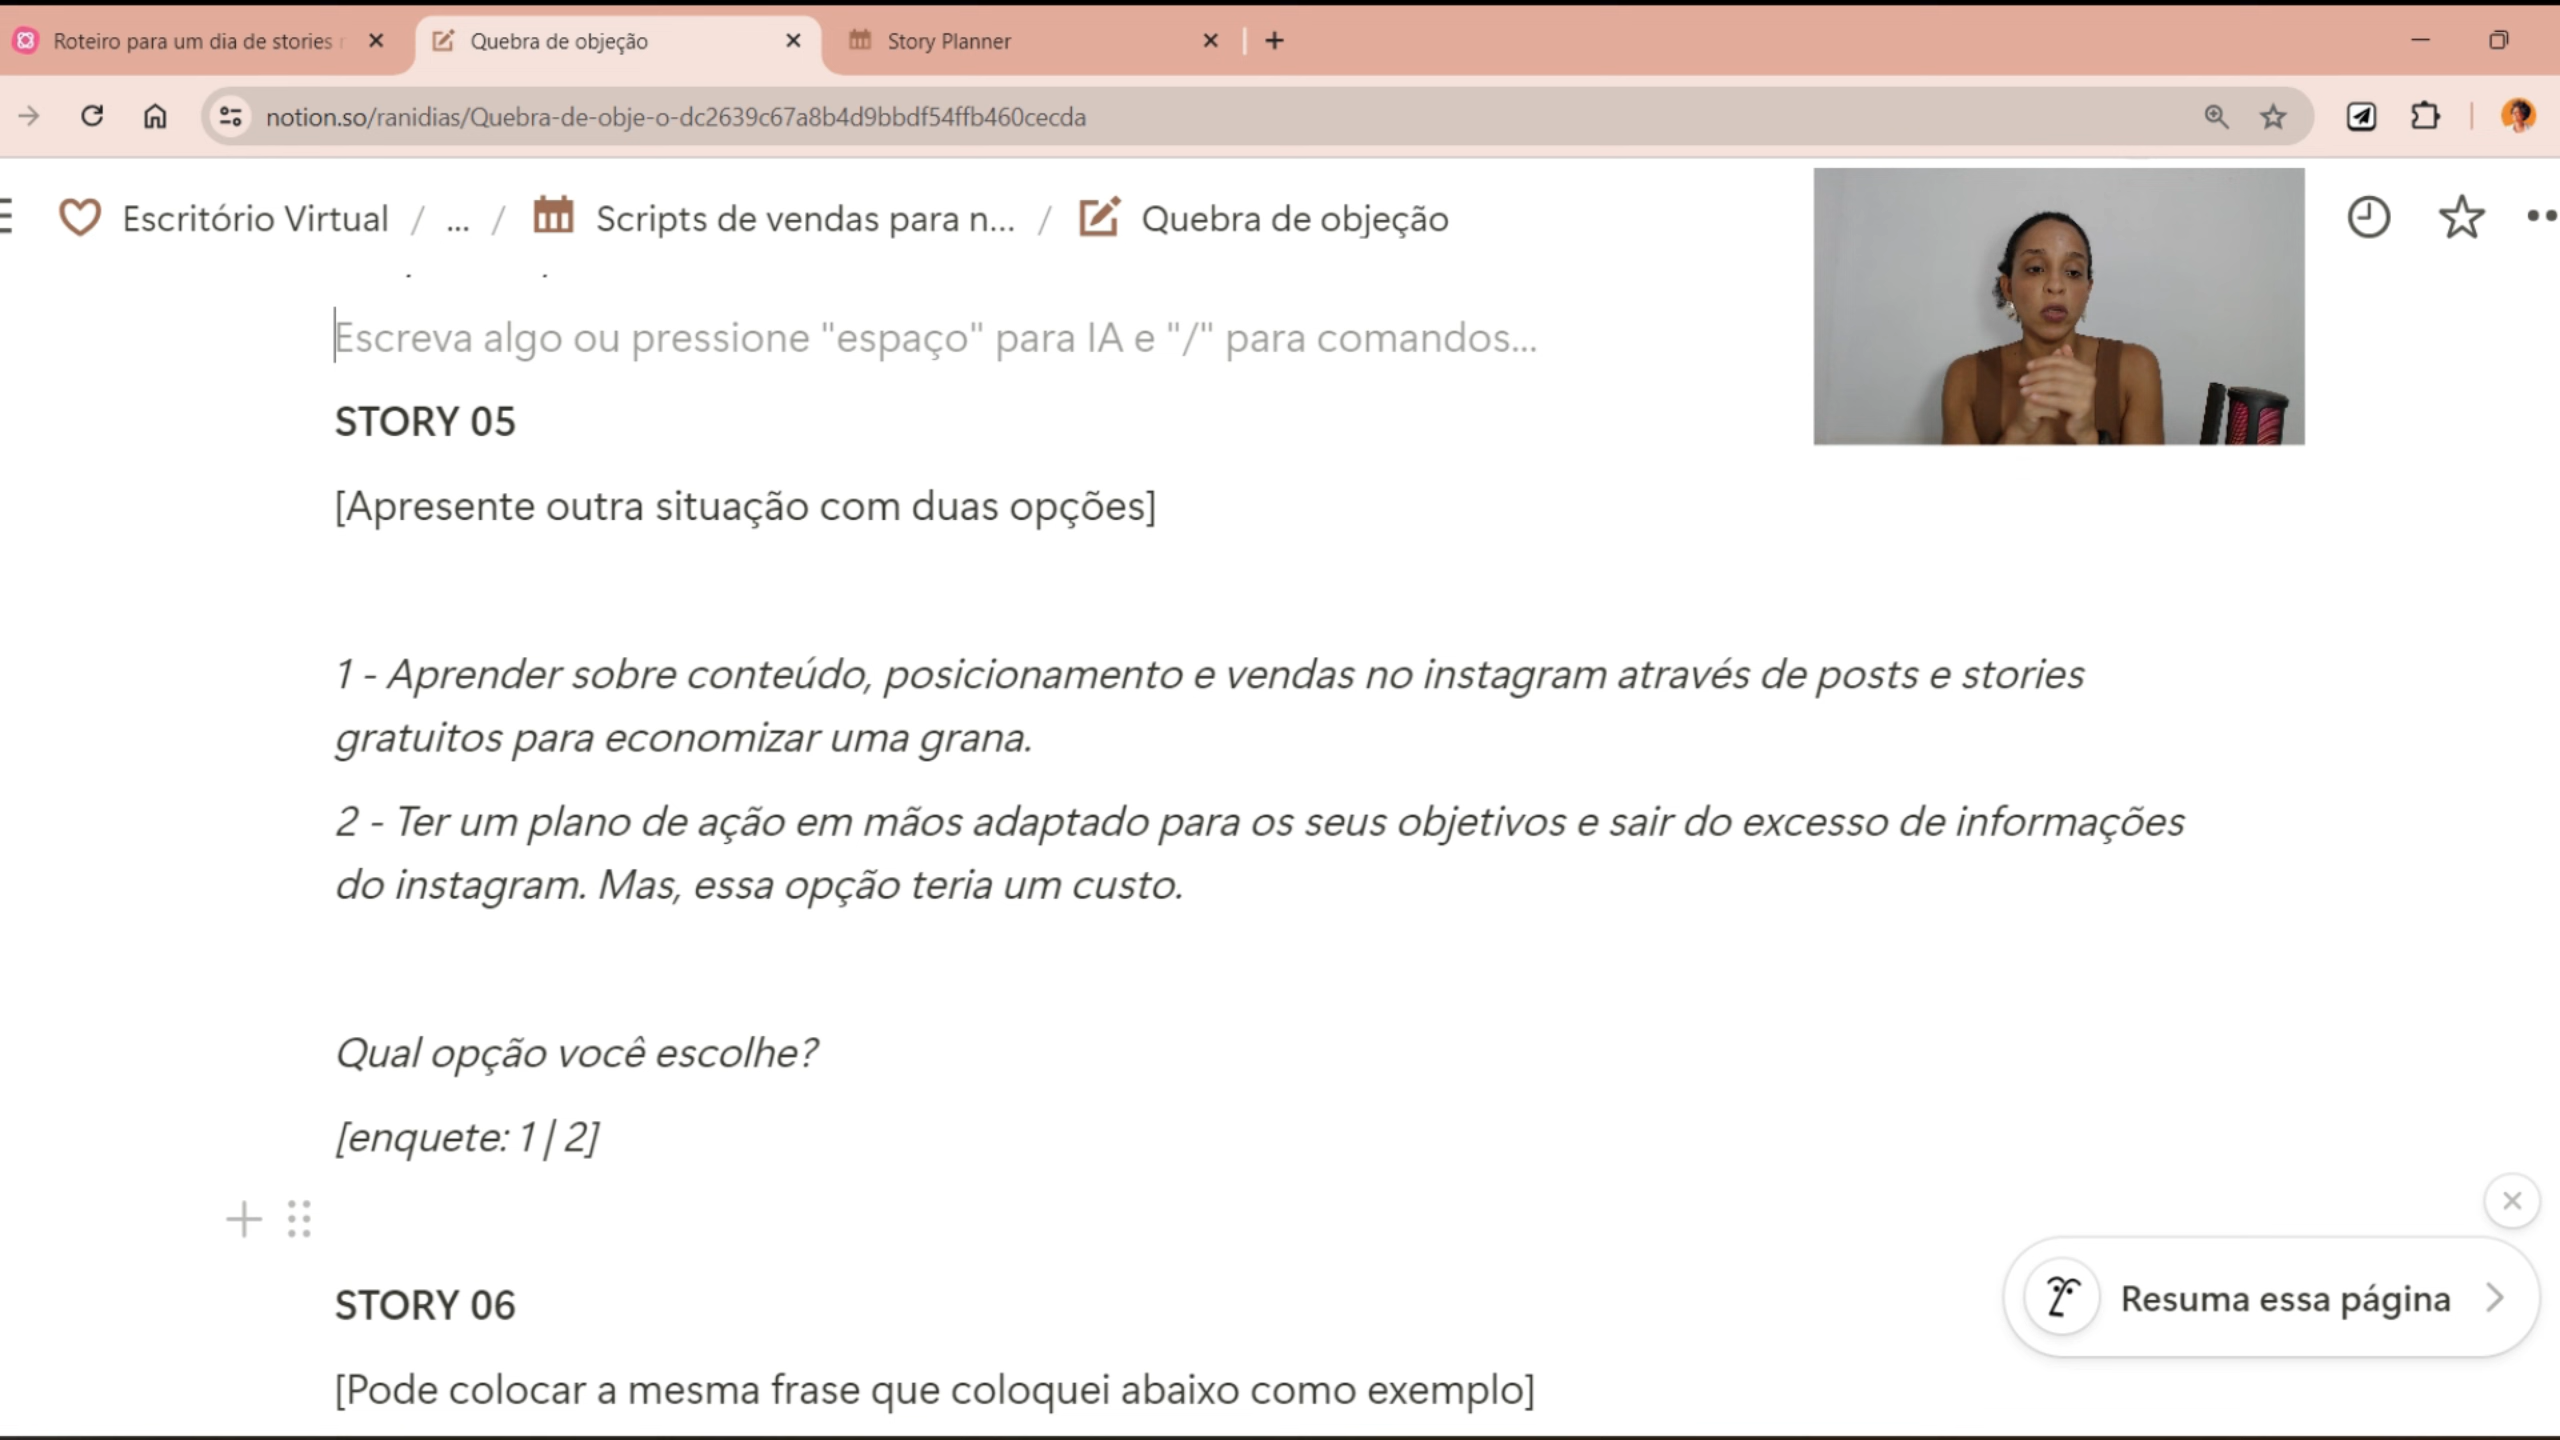 Roteiro para um dia de stories
Quebra de objeção
Story Planner
notion.so/ranidias/Quebra-de-obje-o-dc2639c67a8b4d9bbdf54ffb460cecda
Escritório Virtual / ... / Scripts de vendas para n... / Quebra de objeção
Escreva algo ou pressione "espaço" para IA e "/" para comandos...
STORY 05
[Apresente outra situação com duas opções]
1 - Aprender sobre conteúdo, posicionamento e vendas no instagram através de posts e stories
gratuitos para economizar uma grana.
2 - Ter um plano de ação em mãos adaptado para os seus objetivos e sair do excesso de informações
do instagram. Mas, essa opção teria um custo.
Qual opção você escolhe?
[enquete: 1 | 2]
STORY 06
Resuma essa página
[Pode colocar a mesma frase que coloquei abaixo como exemplo]